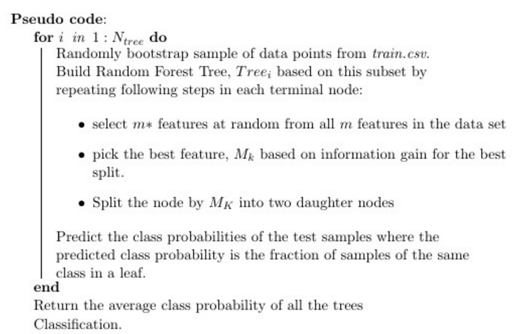 Pseudo code:
for i in 1 : N_tree do
Randomly bootstrap sample of data points from train.csv.
Build Random Forest Tree, Tree_i based on this subset by
repeating following steps in each terminal node:
• select m* features at random from all m features in the data set
• pick the best feature, M_k based on information gain for the best
split.
• Split the node by M_K into two daughter nodes
Predict the class probabilities of the test samples where the
predicted class probability is the fraction of samples of the same
class in a leaf.
end
Return the average class probability of all the trees
Classification.